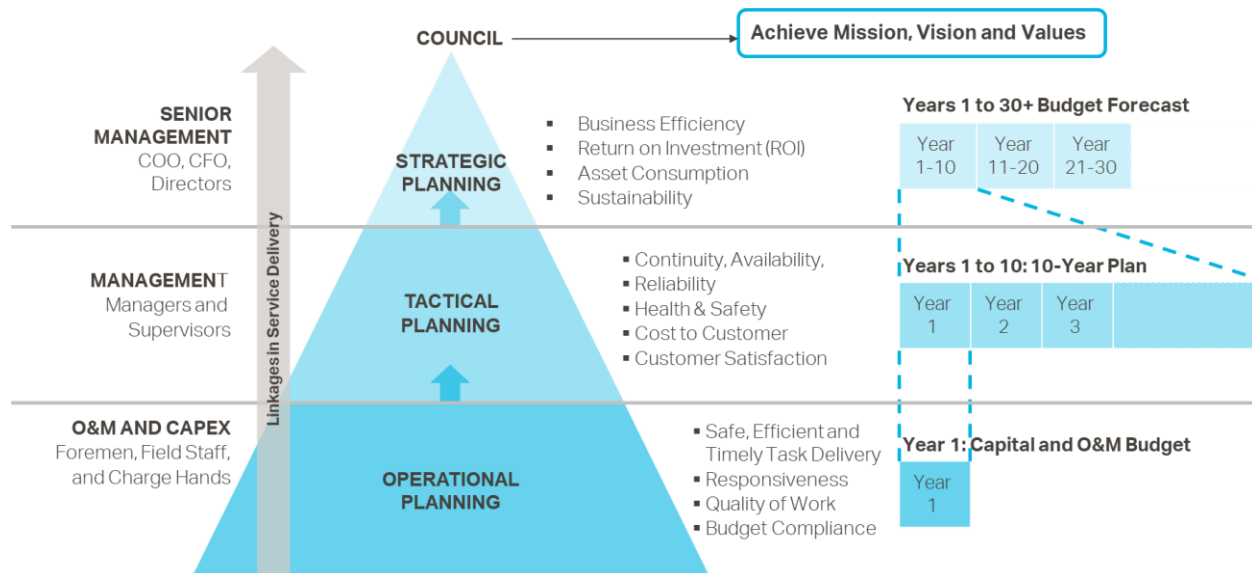 COUNCIL
Achieve Mission, Vision and Values
Linkagesin Service Delivery
SENIOR
MANAGEMENT
COO, CFO,
Directors
STRATEGIC
PLANNING
▪ Business Efficiency
▪ Return on Investment (ROI)
▪ Asset Consumption
▪ Sustainability
Years 1 to 30+ Budget Forecast
Year
1-10
Year
11-20
Year
21-30
MANAGEMENT
Managers and
Supervisors
TACTICAL
PLANNING
▪ Continuity, Availability,
▪ Reliability
▪ Health & Safety
▪ Cost to Customer
▪ Customer Satisfaction
Years 1 to 10: 10-Year Plan
Year
1
Year
2
Year
3
O&M AND CAPEX
Foremen, Field Staff,
and Charge Hands
OPERATIONAL
PLANNING
▪ Safe, Efficient and
Timely Task Delivery
▪ Responsiveness
▪ Quality of Work
▪ Budget Compliance
Year 1: Capital and O&M Budget
Year
1